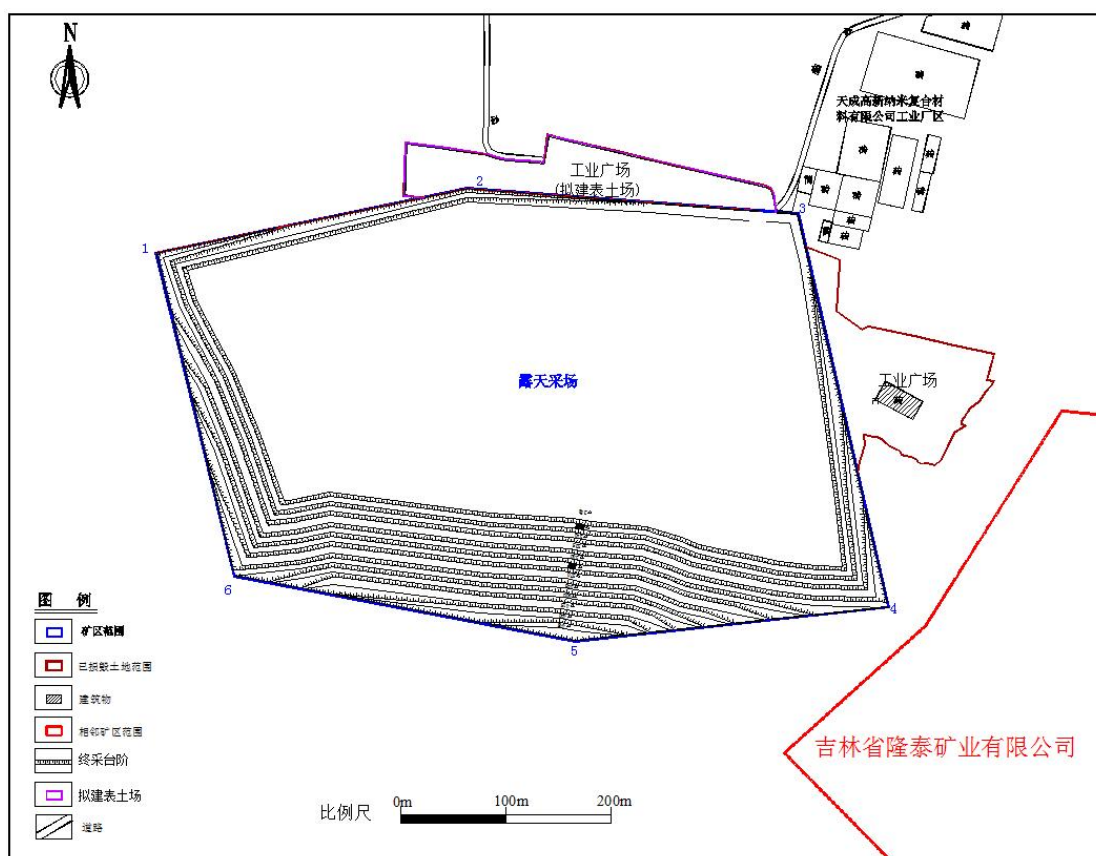 N
天成高新纳米复合材
料有限公司工业厂区
砂
工业广场
(拟建表土场)
1
2
3
露天采场
工业广场
4
5
6
图 例
矿区范围
已损毁土地范围
建筑物
相邻矿区范围
终采台阶
拟建表土场
道路
比例尺
0m 100m 200m
吉林省隆泰矿业有限公司